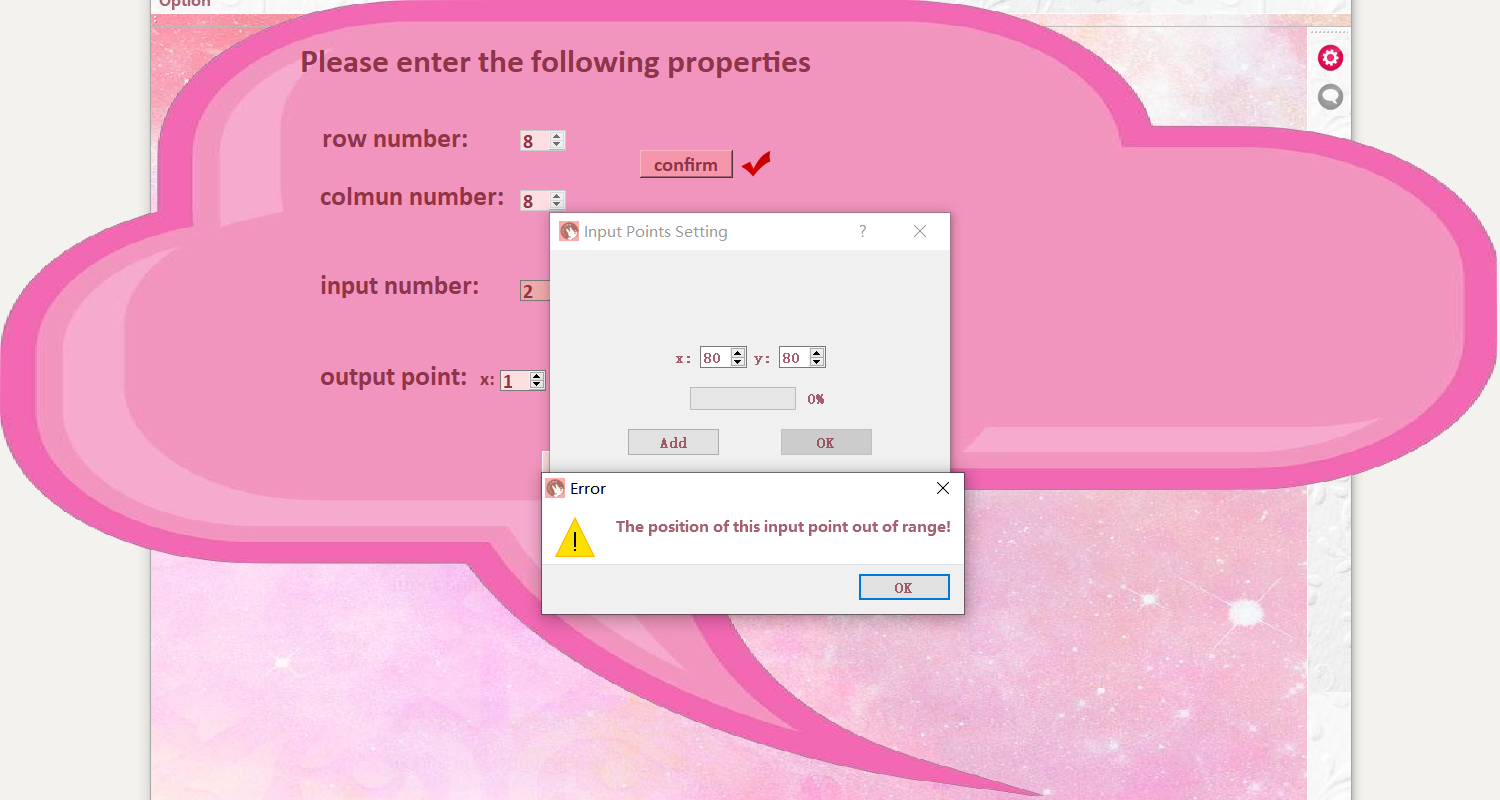 Option
Please enter the following properties
row number: 8
confirm
colmun number: 8
Input Points Setting ?
input number: 2
x: 80 y: 80
output point: x: 1
0%
Add OK
Error
The position of this input point out of range!
!
OK